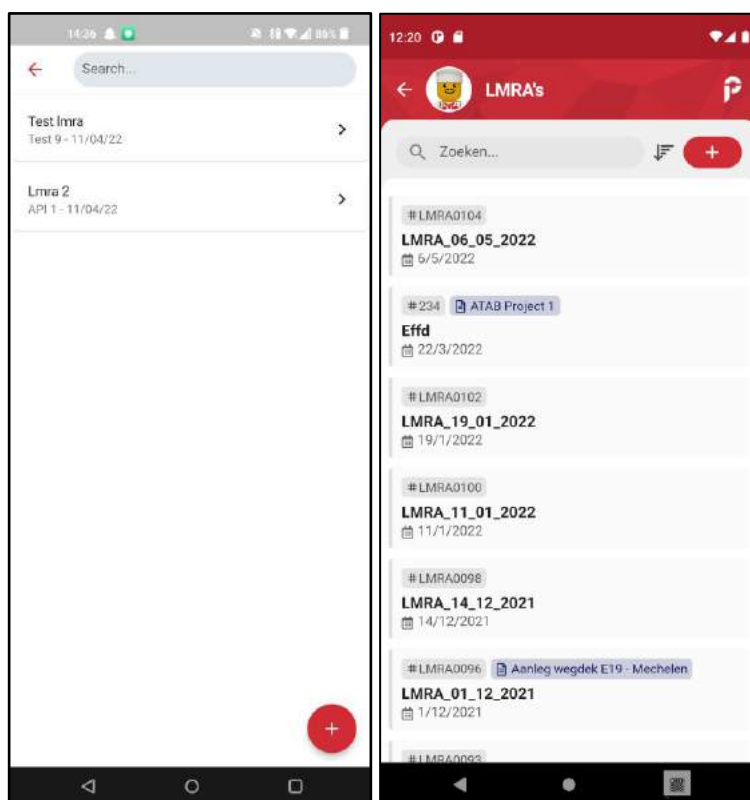 14:36
86%
Search...
Test lmra
Test 9 - 11/04/22
Lmra 2
API 1 - 11/04/22
12:20
LMRA's
Zoeken...
#LMRA0104
LMRA_06_05_2022
6/5/2022
#234 ATAB Project 1
Effd
22/3/2022
#LMRA0102
LMRA_19_01_2022
19/1/2022
#LMRA0100
LMRA_11_01_2022
11/1/2022
#LMRA0098
LMRA_14_12_2021
14/12/2021
#LMRA0096 Aanleg wegdek E19 - Mechelen
LMRA_01_12_2021
1/12/2021
#LMRA0093